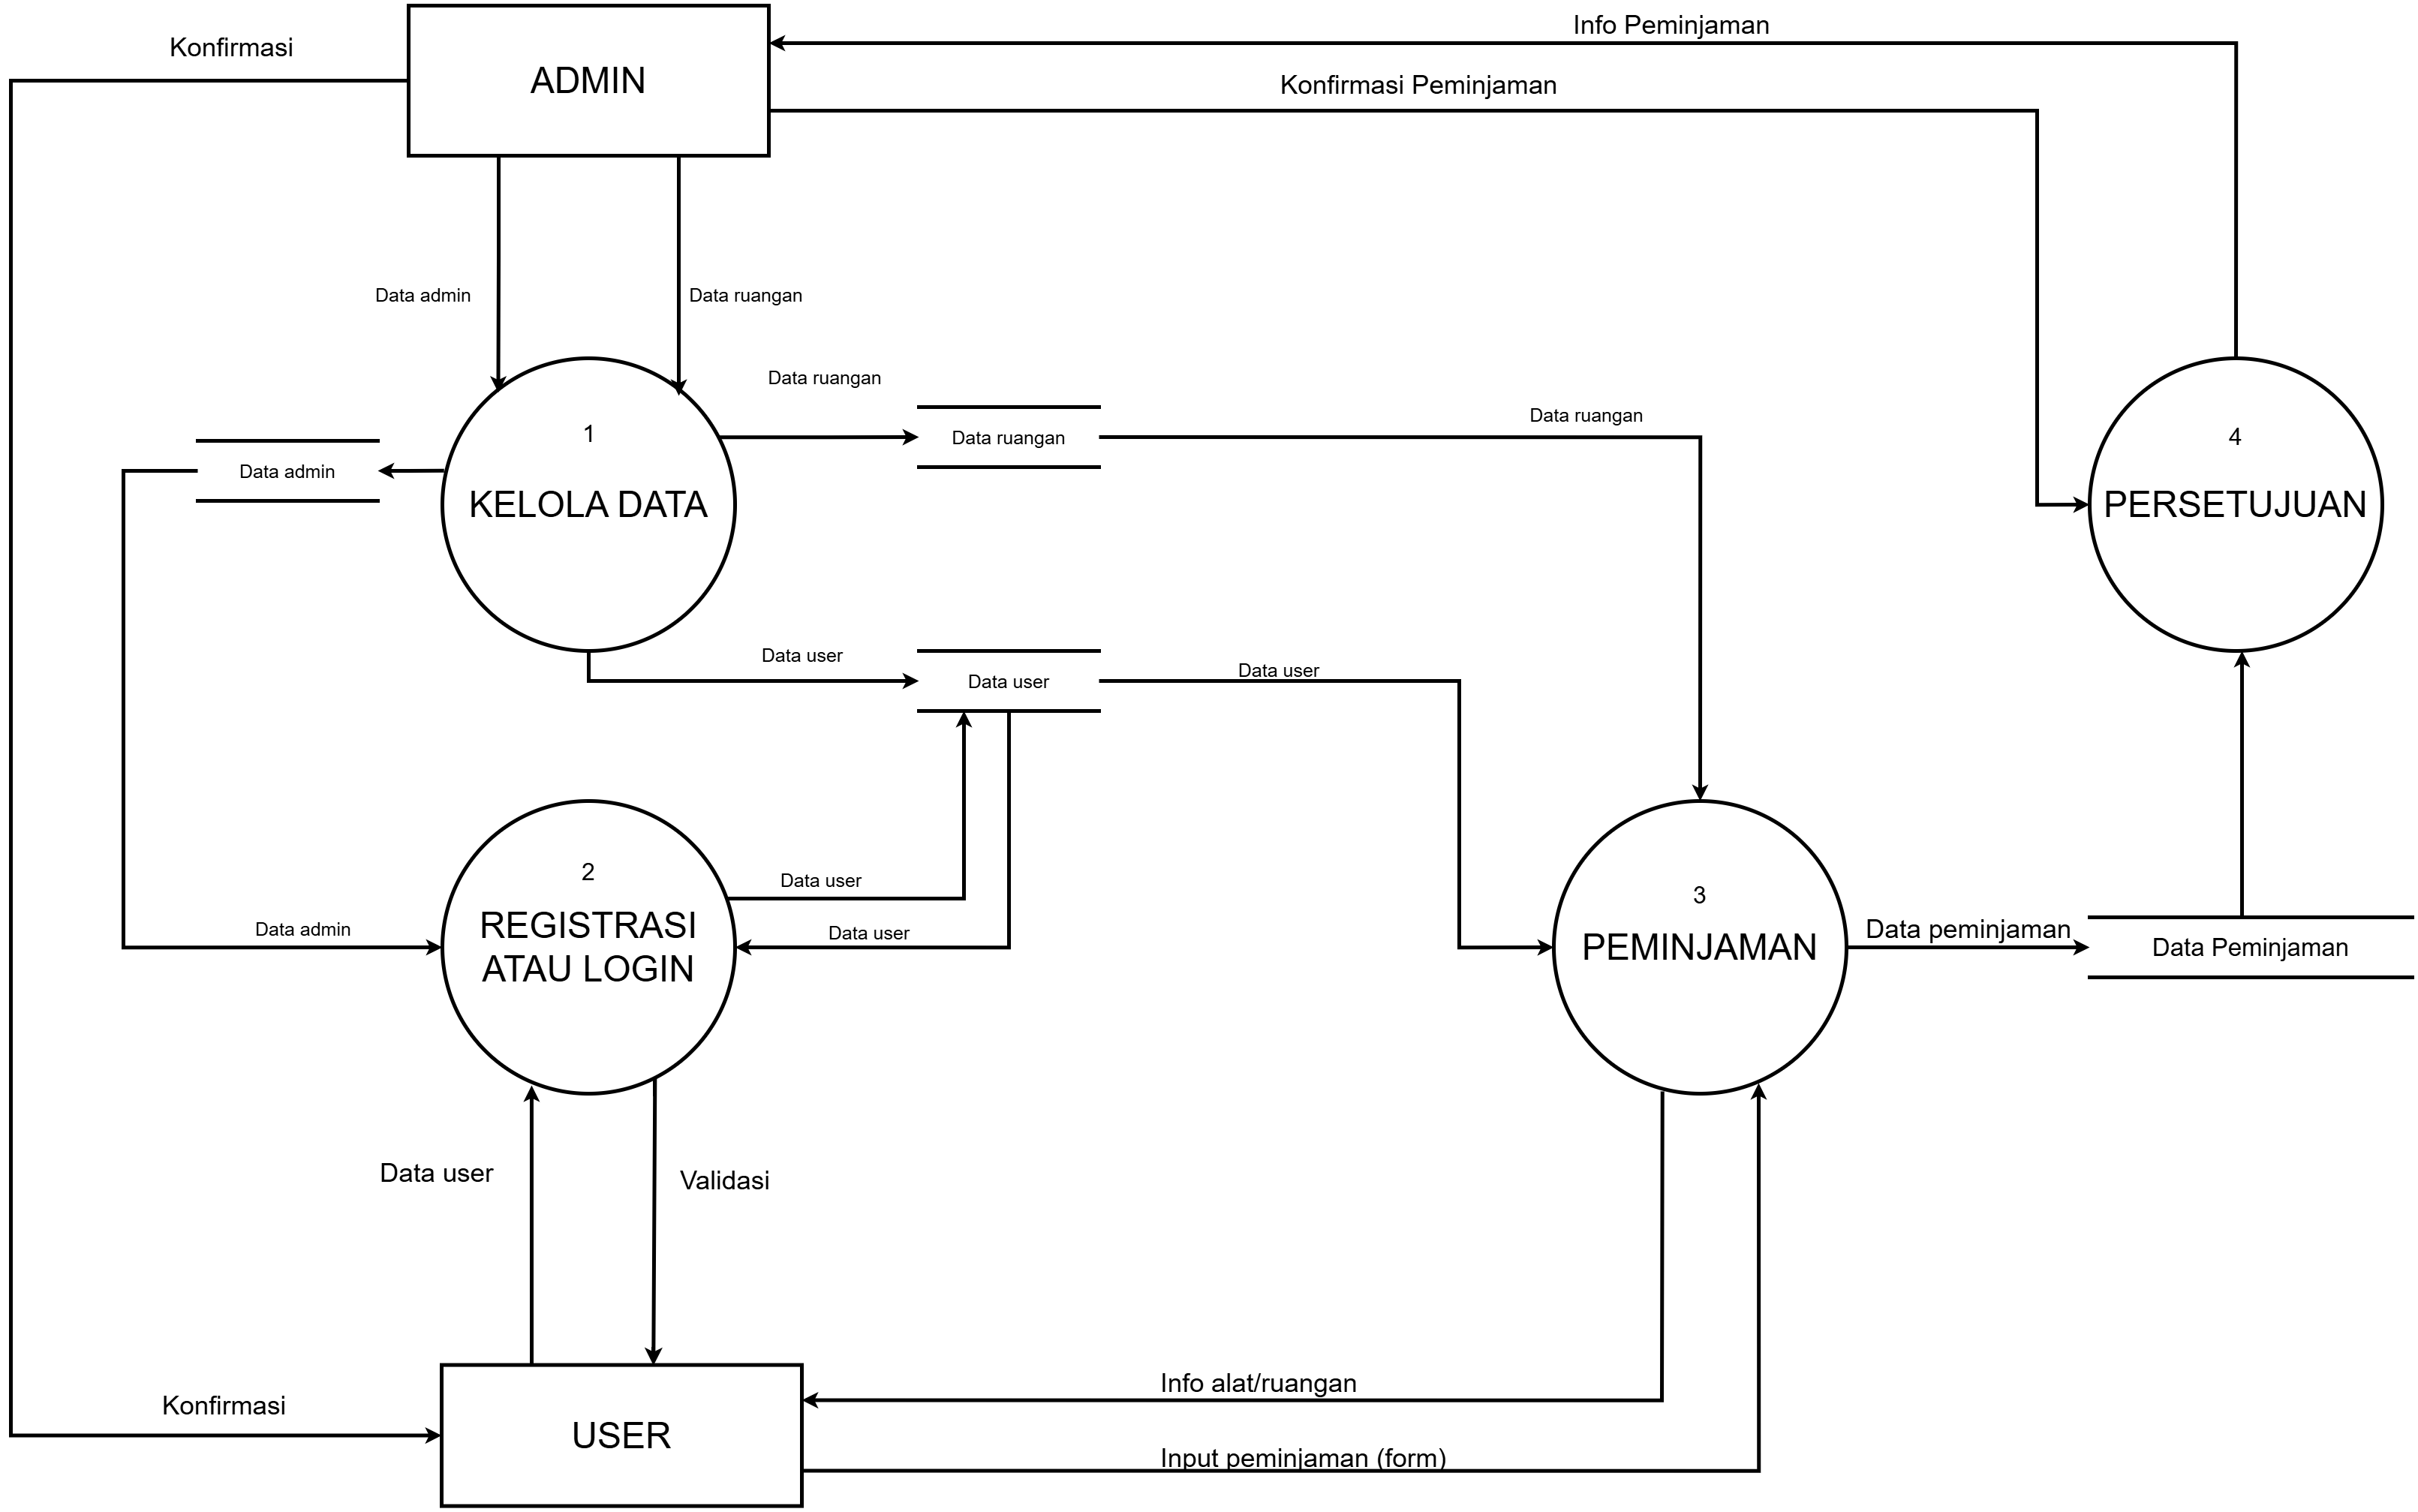 Info Peminjaman
Konfirmasi
ADMIN
Konfirmasi Peminjaman
Data admin
Data ruangan
Data ruangan
Data ruangan
1
Data ruangan
4
Data admin
KELOLA DATA
PERSETUJUAN
Data user
Data user
Data user
2
Data user
3
REGISTRASI
ATAU LOGIN
Data admin
Data user
PEMINJAMAN
Data peminjaman
Data Peminjaman
Data user
Validasi
Info alat/ruangan
Konfirmasi
USER
Input peminjaman (form)